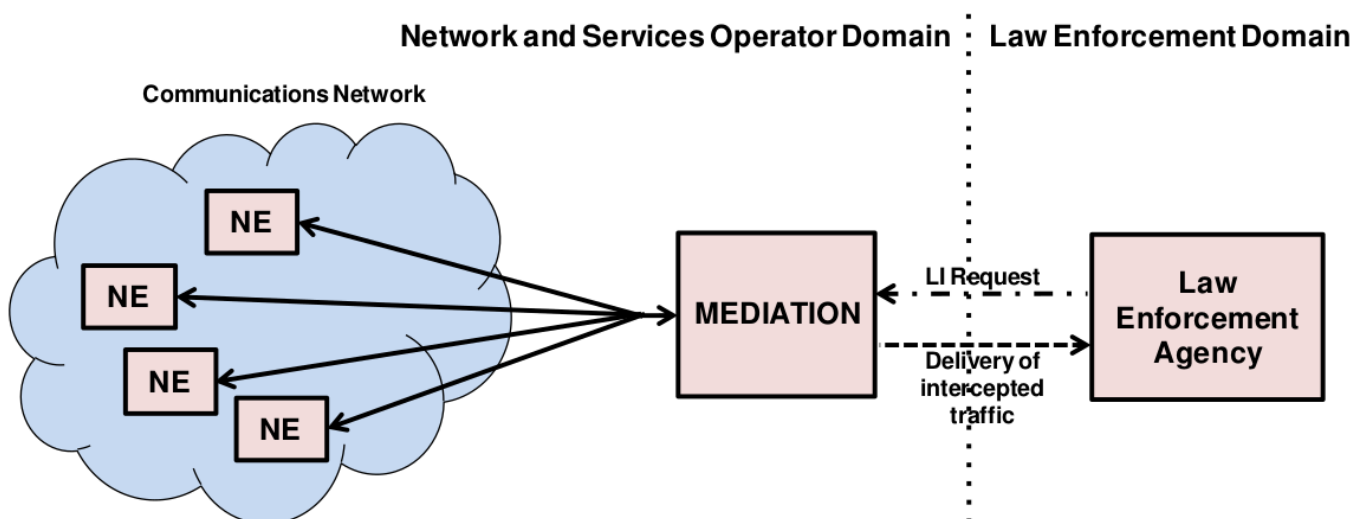 Network and Services Operator Domain
Law Enforcement Domain
Communications Network
NE
NE
NE
NE
MEDIATION
LI Request
Delivery of
intercepted
traffic
Law
Enforcement
Agency